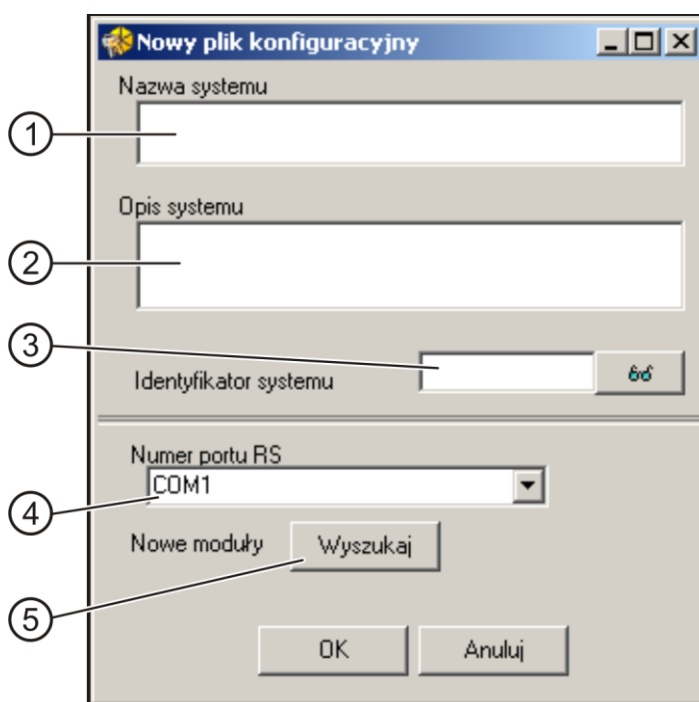 Nowy plik konfiguracyjny
Nazwa systemu
1
Opis systemu
2
3
Identyfikator systemu
Numer portu RS
COM1
4
Nowe moduły Wyszukaj
5
OK Anuluj